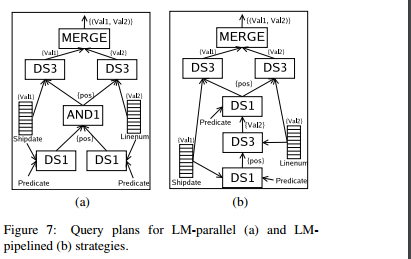 {(Val1, Val2)}
MERGE
(Val1)
(Val2)
DS3
DS3
{pos}
(Val1)
AND1
(Val2)
Shipdate
{pos}
Linenum
DS1
DS1
Predicate
Predicate
(a)
{(Val1, Val2)}
MERGE
(Val1)
(Val2)
DS3
DS3
{pos}
DS1
Predicate
{Val2}
(Val1)
(Val2)
DS3
{pos}
Linenum
Shipdate
DS1
Predicate
(b)
Figure 7: Query plans for LM-parallel (a) and LM-
pipelined (b) strategies.